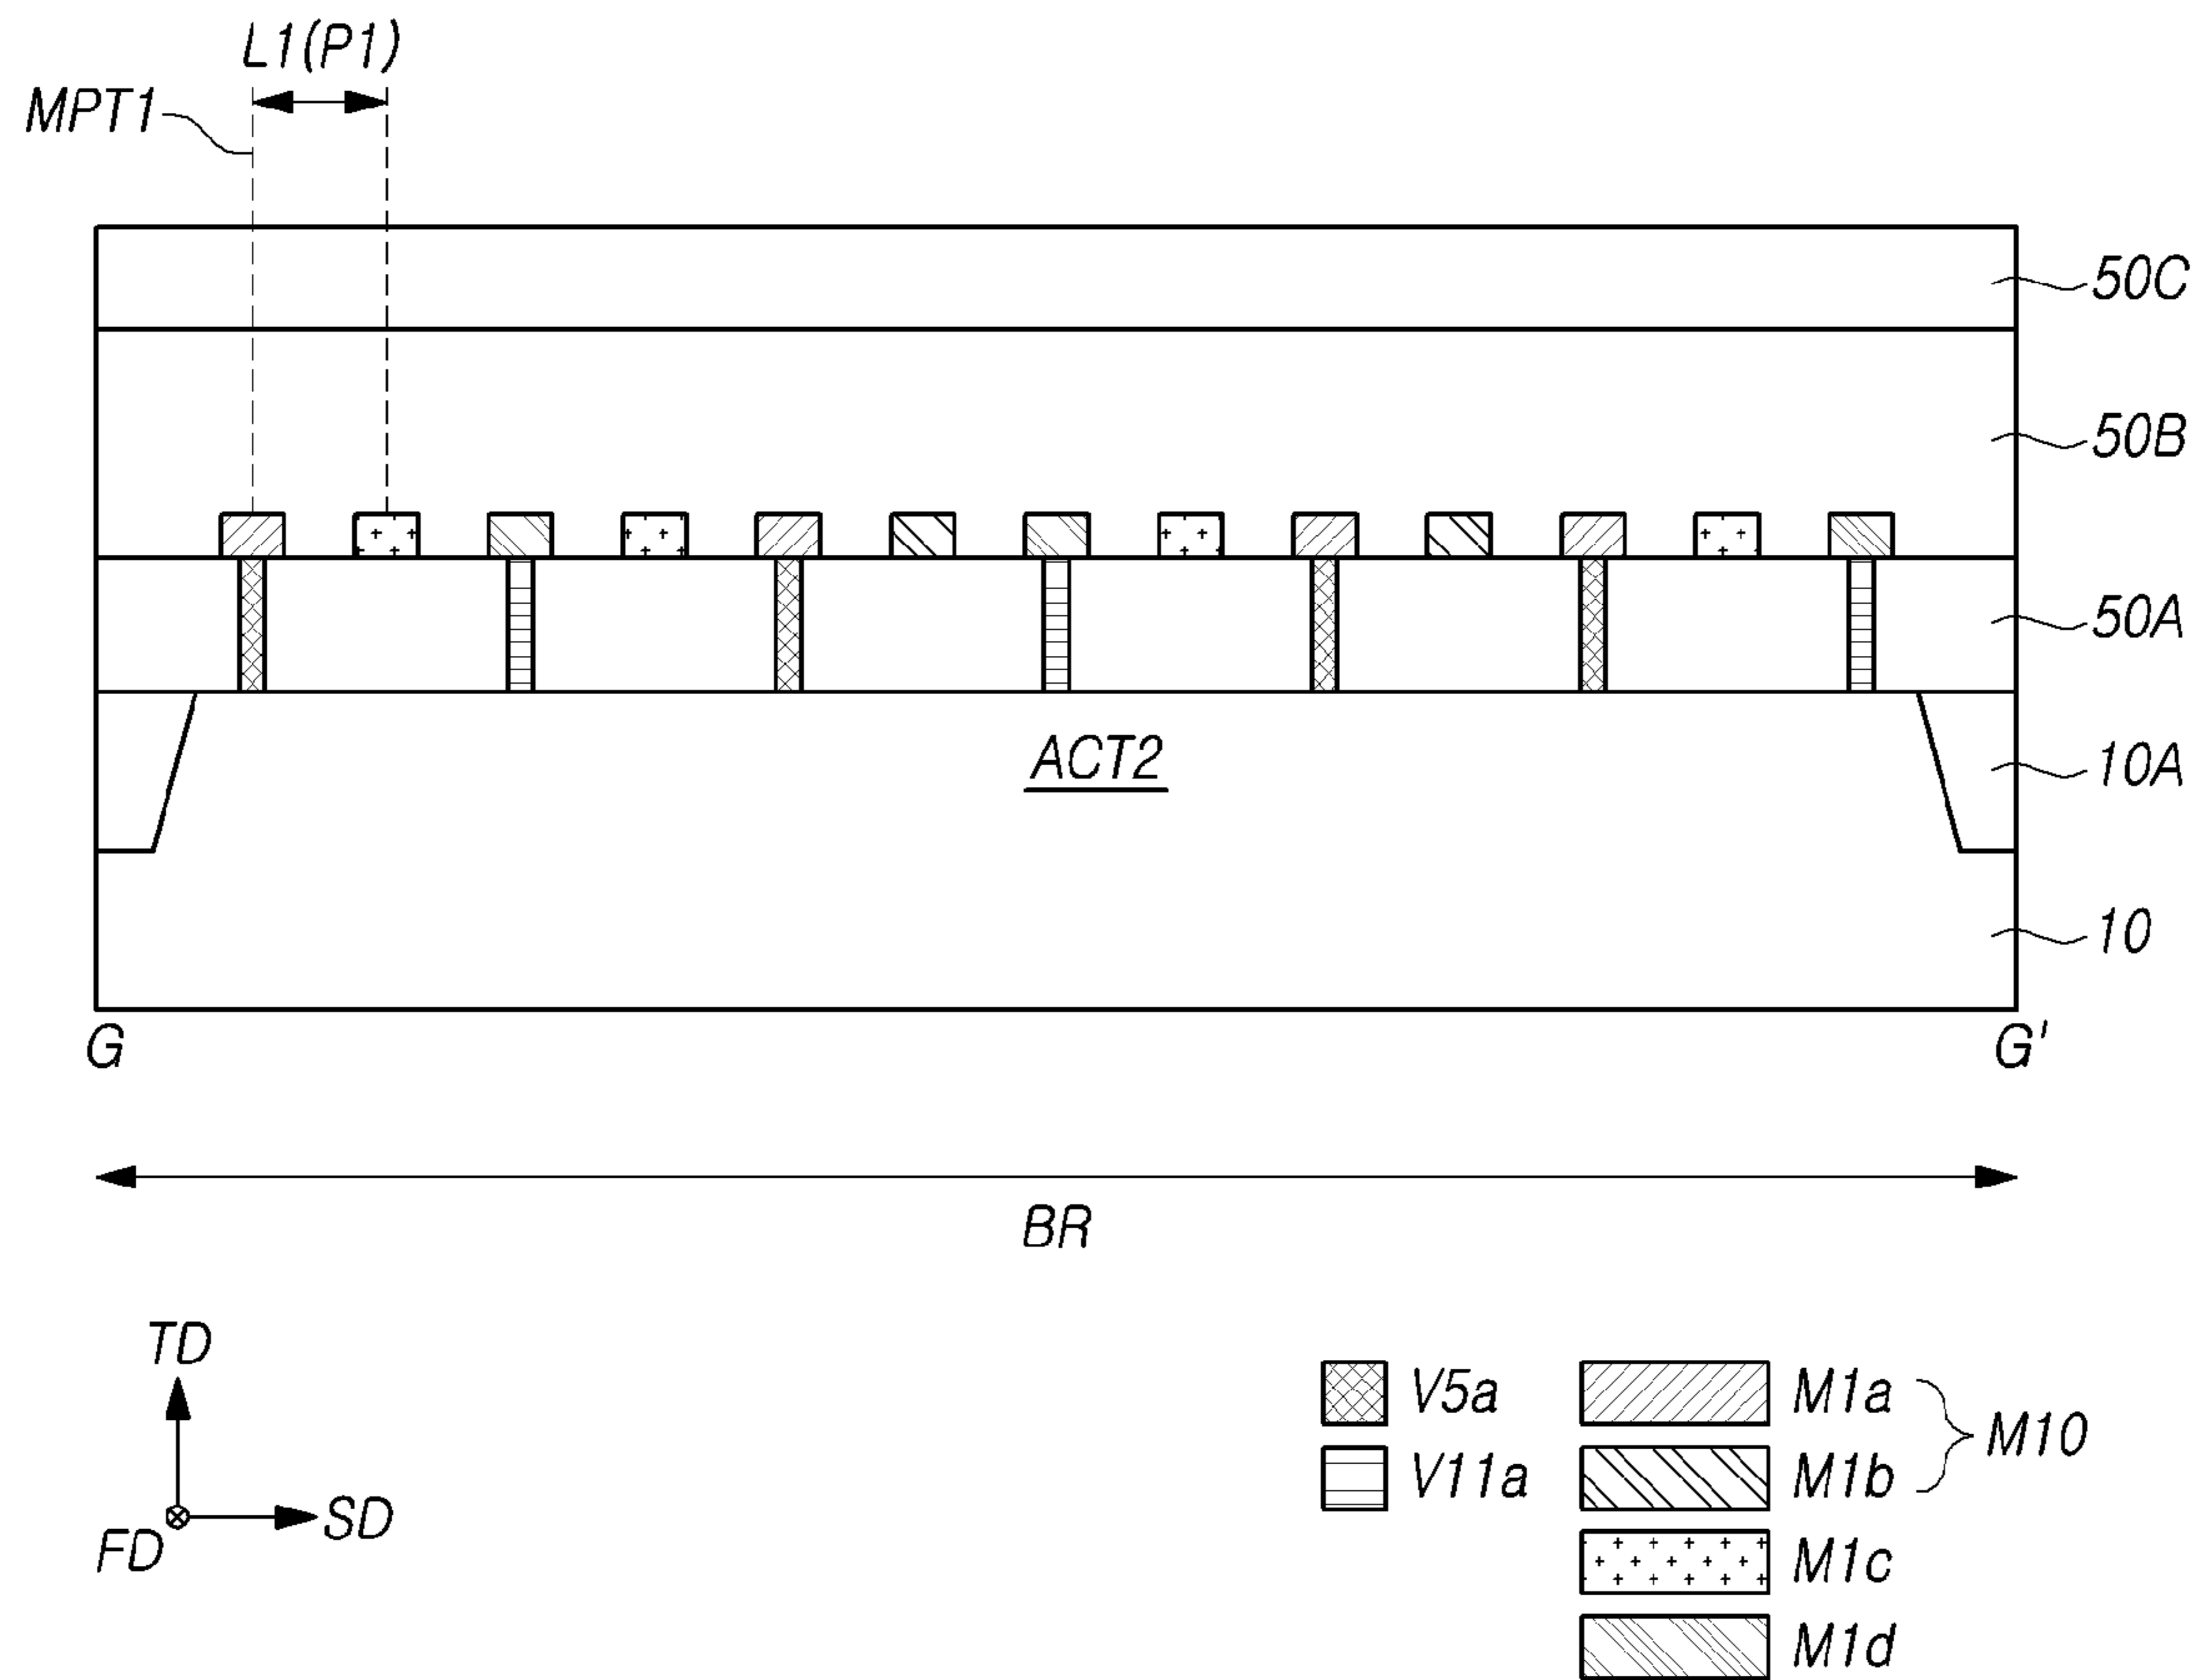 L1(P1)
MPT1
50C
50B
50A
ACT2
10A
10
G
G'
BR
TD
SD
FD
V5a
M1a
M10
V11a
M1b
M1c
M1d